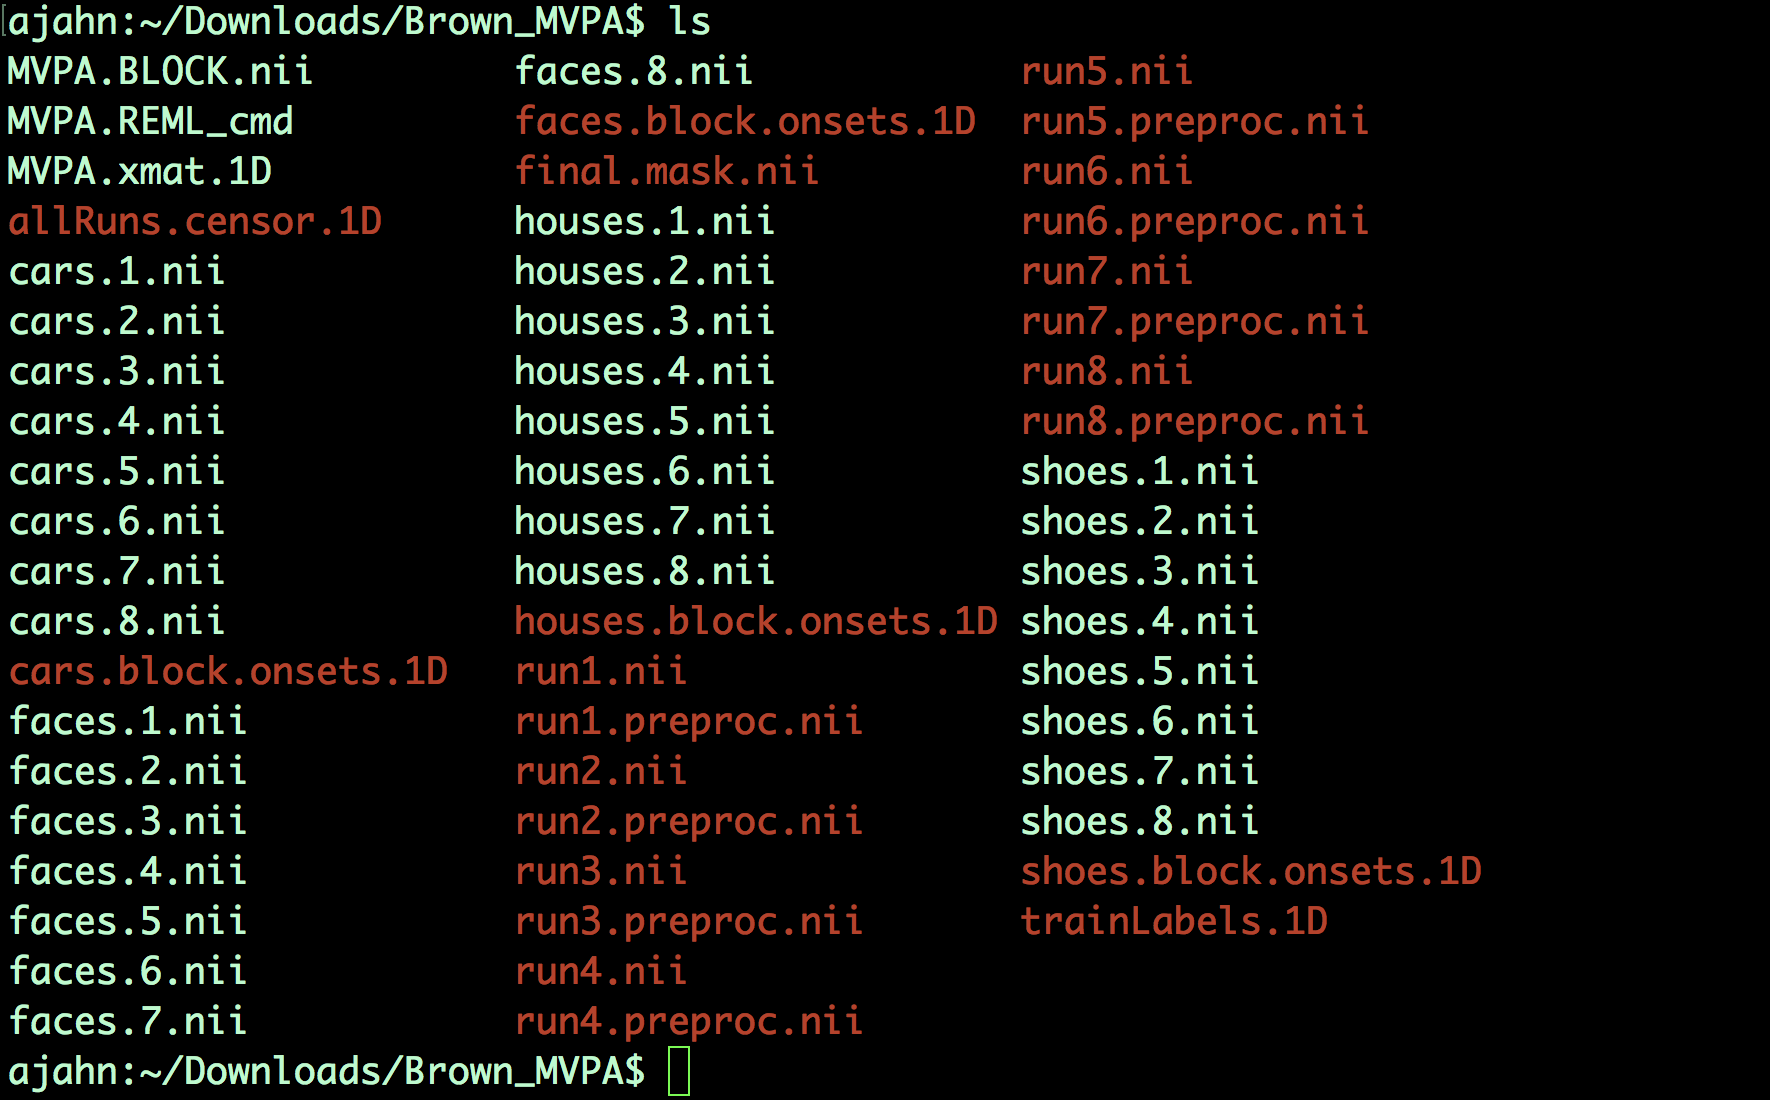 ajahn:~/Downloads/Brown_MVPA$ ls
MVPA.BLOCK.nii faces.8.nii run5.nii
MVPA.REML_cmd faces.block.onsets.1D run5.preproc.nii
MVPA.xmat.1D final.mask.nii run6.nii
allRuns.censor.1D houses.1.nii run6.preproc.nii
cars.1.nii houses.2.nii run7.nii
cars.2.nii houses.3.nii run7.preproc.nii
cars.3.nii houses.4.nii run8.nii
cars.4.nii houses.5.nii run8.preproc.nii
cars.5.nii houses.6.nii shoes.1.nii
cars.6.nii houses.7.nii shoes.2.nii
cars.7.nii houses.8.nii shoes.3.nii
cars.8.nii houses.block.onsets.1D shoes.4.nii
cars.block.onsets.1D run1.nii shoes.5.nii
faces.1.nii run1.preproc.nii shoes.6.nii
faces.2.nii run2.nii shoes.7.nii
faces.3.nii run2.preproc.nii shoes.8.nii
faces.4.nii run3.nii shoes.block.onsets.1D
faces.5.nii run3.preproc.nii trainLabels.1D
faces.6.nii run4.nii
faces.7.nii run4.preproc.nii
ajahn:~/Downloads/Brown_MVPA$